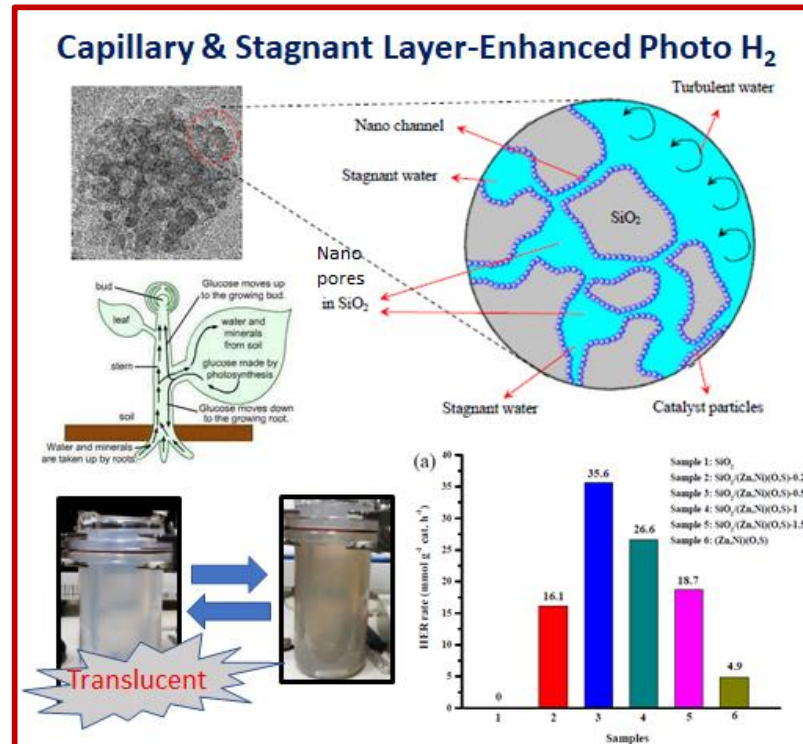 Capillary & Stagnant Layer-Enhanced Photo H₂
Turbulent water
Nano channel
Stagnant water
SiO₂
Nano
pores
in SiO₂
Stagnant water
Catalyst particles
bud
Glucose moves up
to the growing bud.
leaf
water and
minerals
from soil
stem
glucose made by
photosynthesis
Glucose moves down
to the growing root.
soil
Water and minerals
are taken up by roots.
Translucent
(a)
Sample 1: SiO₂
Sample 2: SiO₂/(Zn,Ni)(O,S)-0.2
Sample 3: SiO₂/(Zn,Ni)(O,S)-0.5
Sample 4: SiO₂/(Zn,Ni)(O,S)-1
Sample 5: SiO₂/(Zn,Ni)(O,S)-1.5
Sample 6: (Zn,Ni)(O,S)
HER rate (mmol g⁻¹ cat. h⁻¹)
40
35
30
25
20
15
10
5
0
0
16.1
35.6
26.6
18.7
4.9
1 2 3 4 5 6
Samples